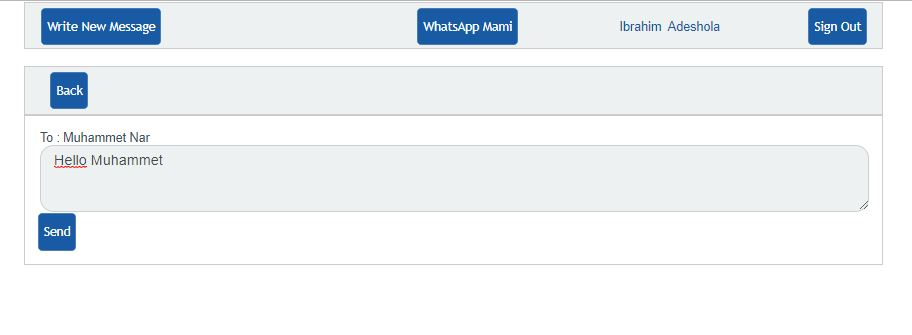 Write New Message WhatsApp Mami Ibrahim Adeshola Sign Out
Back
To : Muhammet Nar
Hello Muhammet
Send